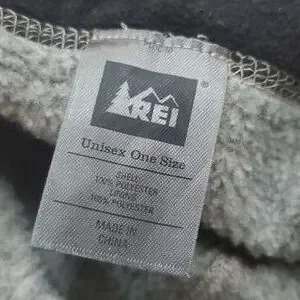 REI®
Unisex One Size
SHELL:
100% POLYESTER
LINING:
100% POLYESTER
MADE IN
CHINA